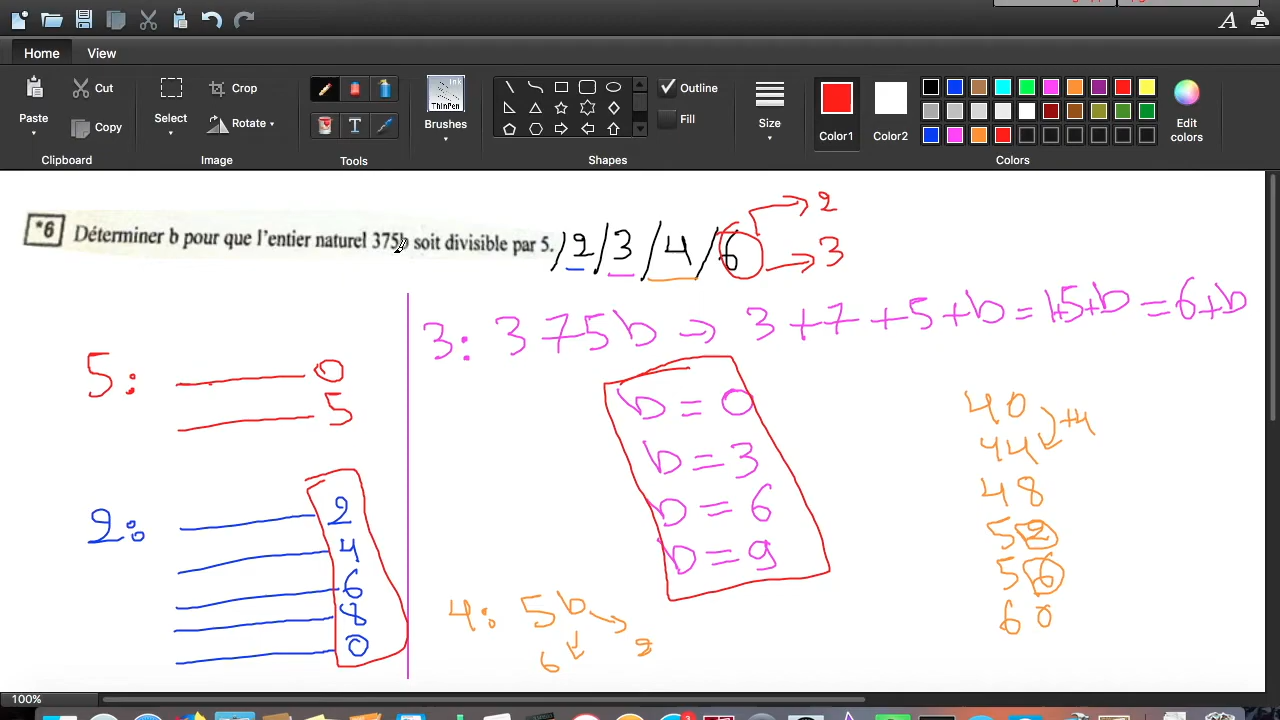 Home View
Cut
Copy
Paste
Clipboard
Select
Crop
Rotate
Image
Tools
ThinPen
Brushes
Shapes
Outline
Fill
Size
Color1
Color2
Edit colors
Colors
*6 Déterminer b pour que l'entier naturel 375b soit divisible par 5. /2/3/4/6
2
3
3: 375b → 3+7+5+b=15+b=6+b
5: 0
5
2: 2
4
6
8
0
b=0
b=3
b=6
b=9
4: 5b
6 2
40
44 +4
48
52
56
60
100%